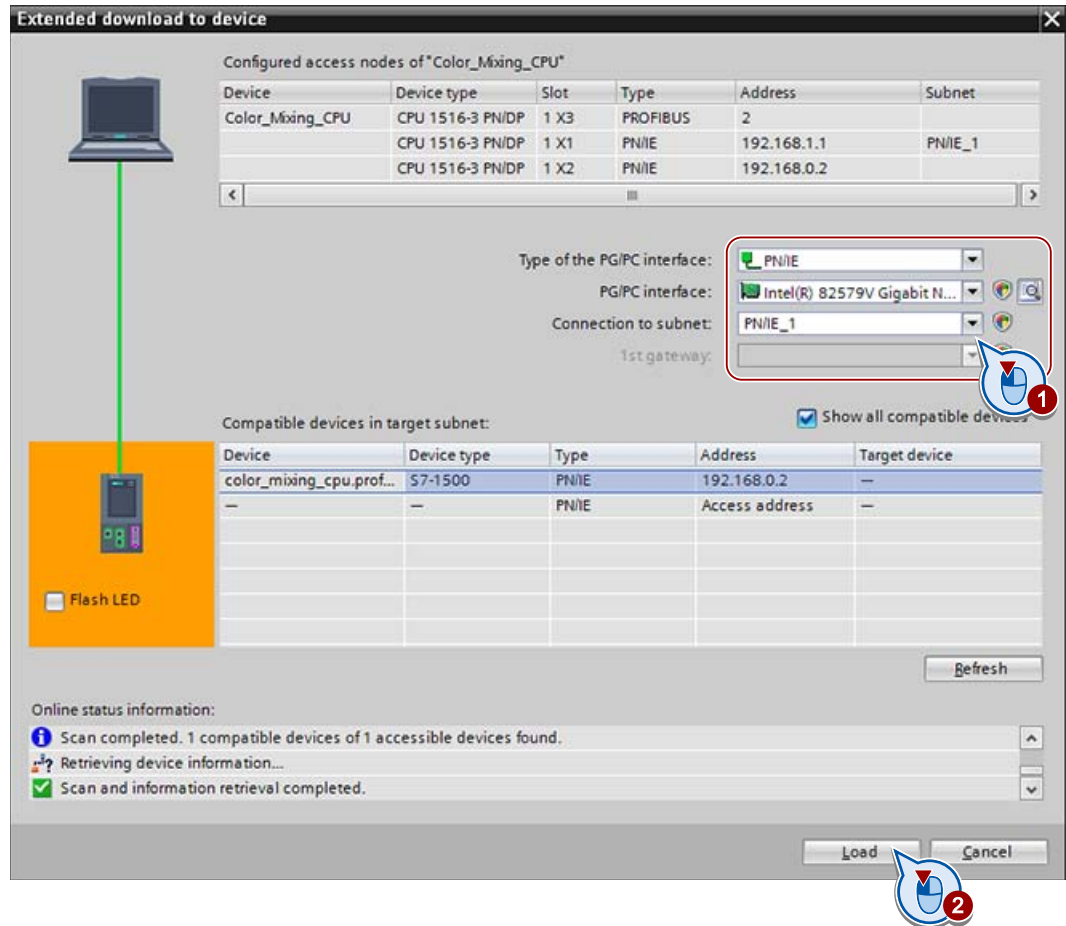 Extended download to device
Configured access nodes of "Color_Mixing_CPU"
Device Device type Slot Type Address Subnet
Color_Mixing_CPU CPU 1516-3 PN/DP 1 X3 PROFIBUS 2
CPU 1516-3 PN/DP 1 X1 PN/IE 192.168.1.1 PN/IE_1
CPU 1516-3 PN/DP 1 X2 PN/IE 192.168.0.2
Type of the PG/PC interface: PN/IE
PG/PC interface: Intel(R) 82579V Gigabit N...
Connection to subnet: PN/IE_1
1st gateway:
1
Compatible devices in target subnet: Show all compatible devices
Device Device type Type Address Target device
color_mixing_cpu.prof... S7-1500 PN/IE 192.168.0.2 —
— — PN/IE Access address —
Flash LED
Refresh
Online status information:
Scan completed. 1 compatible devices of 1 accessible devices found.
Retrieving device information...
Scan and information retrieval completed.
Load Cancel
2